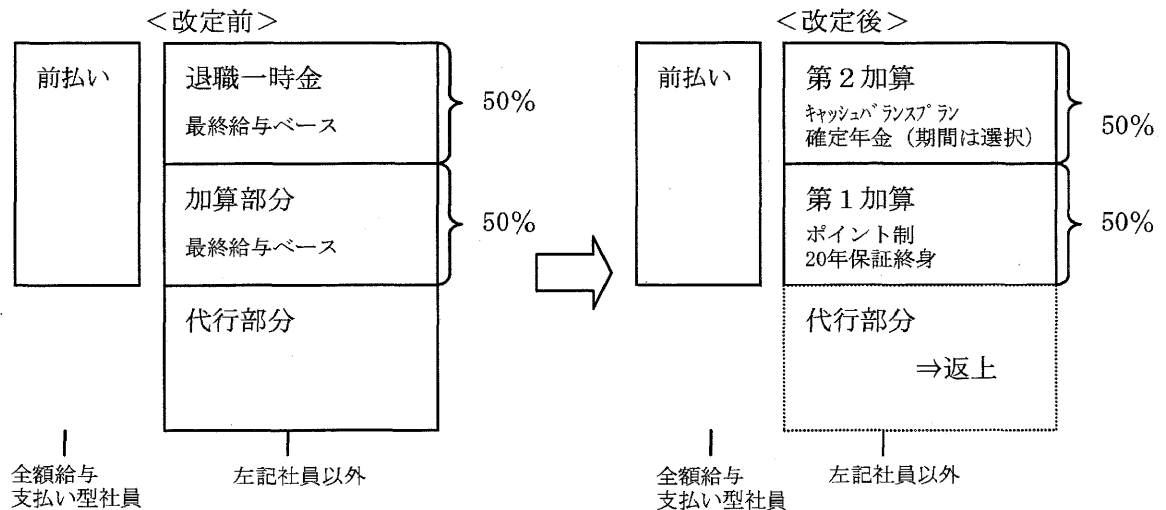 ＜改定前＞
前払い
退職一時金
最終給与ベース
50%
加算部分
最終給与ベース
50%
代行部分
全額給与
支払い型社員
左記社員以外
＜改定後＞
前払い
第２加算
ｷｬｯｼｭﾊﾞﾗﾝｽﾌﾟﾗﾝ
確定年金（期間は選択）
50%
第１加算
ポイント制
20年保証終身
50%
代行部分
⇒返上
全額給与
支払い型社員
左記社員以外